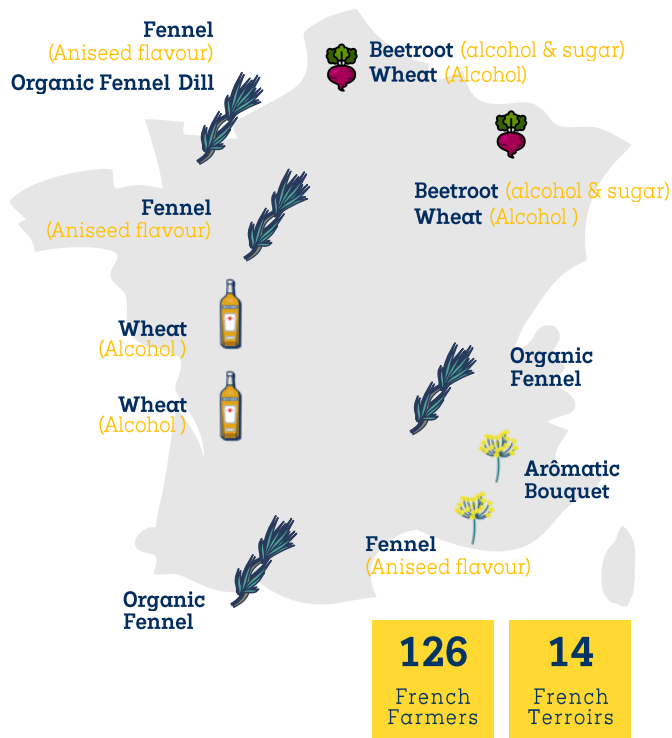 Fennel
(Aniseed flavour)
Organic Fennel Dill
Beetroot (alcohol & sugar)
Wheat (Alcohol)
Beetroot (alcohol & sugar)
Wheat (Alcohol )
Fennel
(Aniseed flavour)
Wheat
(Alcohol )
Wheat
(Alcohol )
Organic
Fennel
Arômatic
Bouquet
Fennel
(Aniseed flavour)
Organic
Fennel
126
French
Farmers
14
French
Terroirs